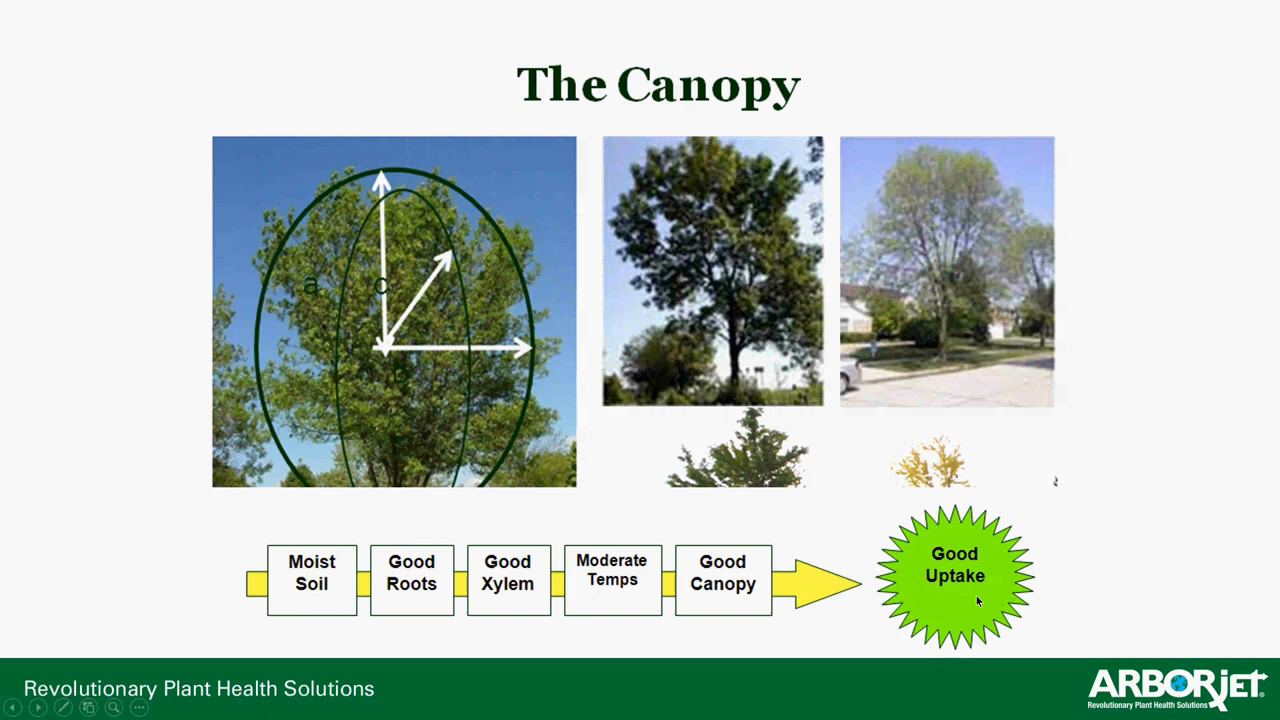 The Canopy
a
c
b
Moist
Soil
Good
Roots
Good
Xylem
Moderate
Temps
Good
Canopy
Good
Uptake
Revolutionary Plant Health Solutions
ARBORjET
Revolutionary Plant Health Solutions